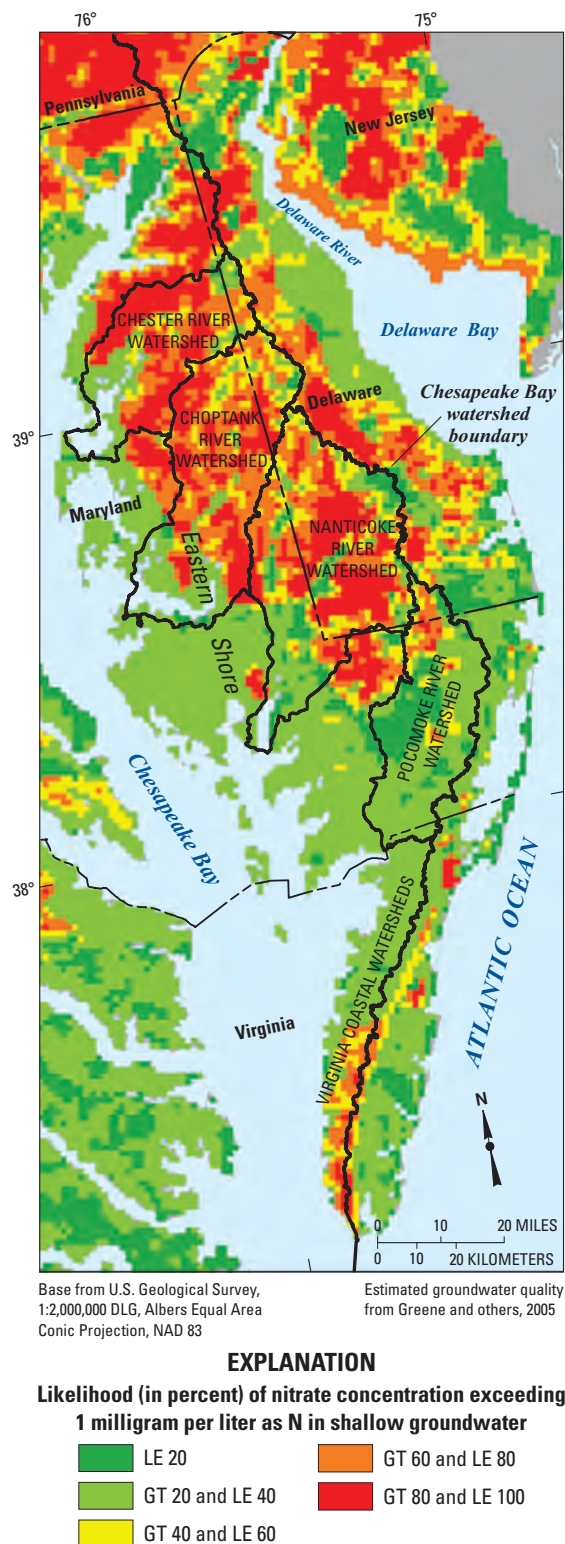 76°
75°
Pennsylvania
New Jersey
Delaware River
CHESTER RIVER
WATERSHED
Delaware Bay
Delaware
Chesapeake Bay
watershed
boundary
CHOPTANK
RIVER
WATERSHED
39°
Maryland
NANTICOKE
RIVER
WATERSHED
Eastern
Shore
POCOMOKE RIVER
WATERSHED
Chesapeake
Bay
38°
ATLANTIC OCEAN
VIRGINIA COASTAL WATERSHEDS
Virginia
N
0 10 20 MILES
0 10 20 KILOMETERS
Base from U.S. Geological Survey,
1:2,000,000 DLG, Albers Equal Area
Conic Projection, NAD 83
Estimated groundwater quality
from Greene and others, 2005
EXPLANATION
Likelihood (in percent) of nitrate concentration exceeding
1 milligram per liter as N in shallow groundwater
LE 20
GT 20 and LE 40
GT 40 and LE 60
GT 60 and LE 80
GT 80 and LE 100